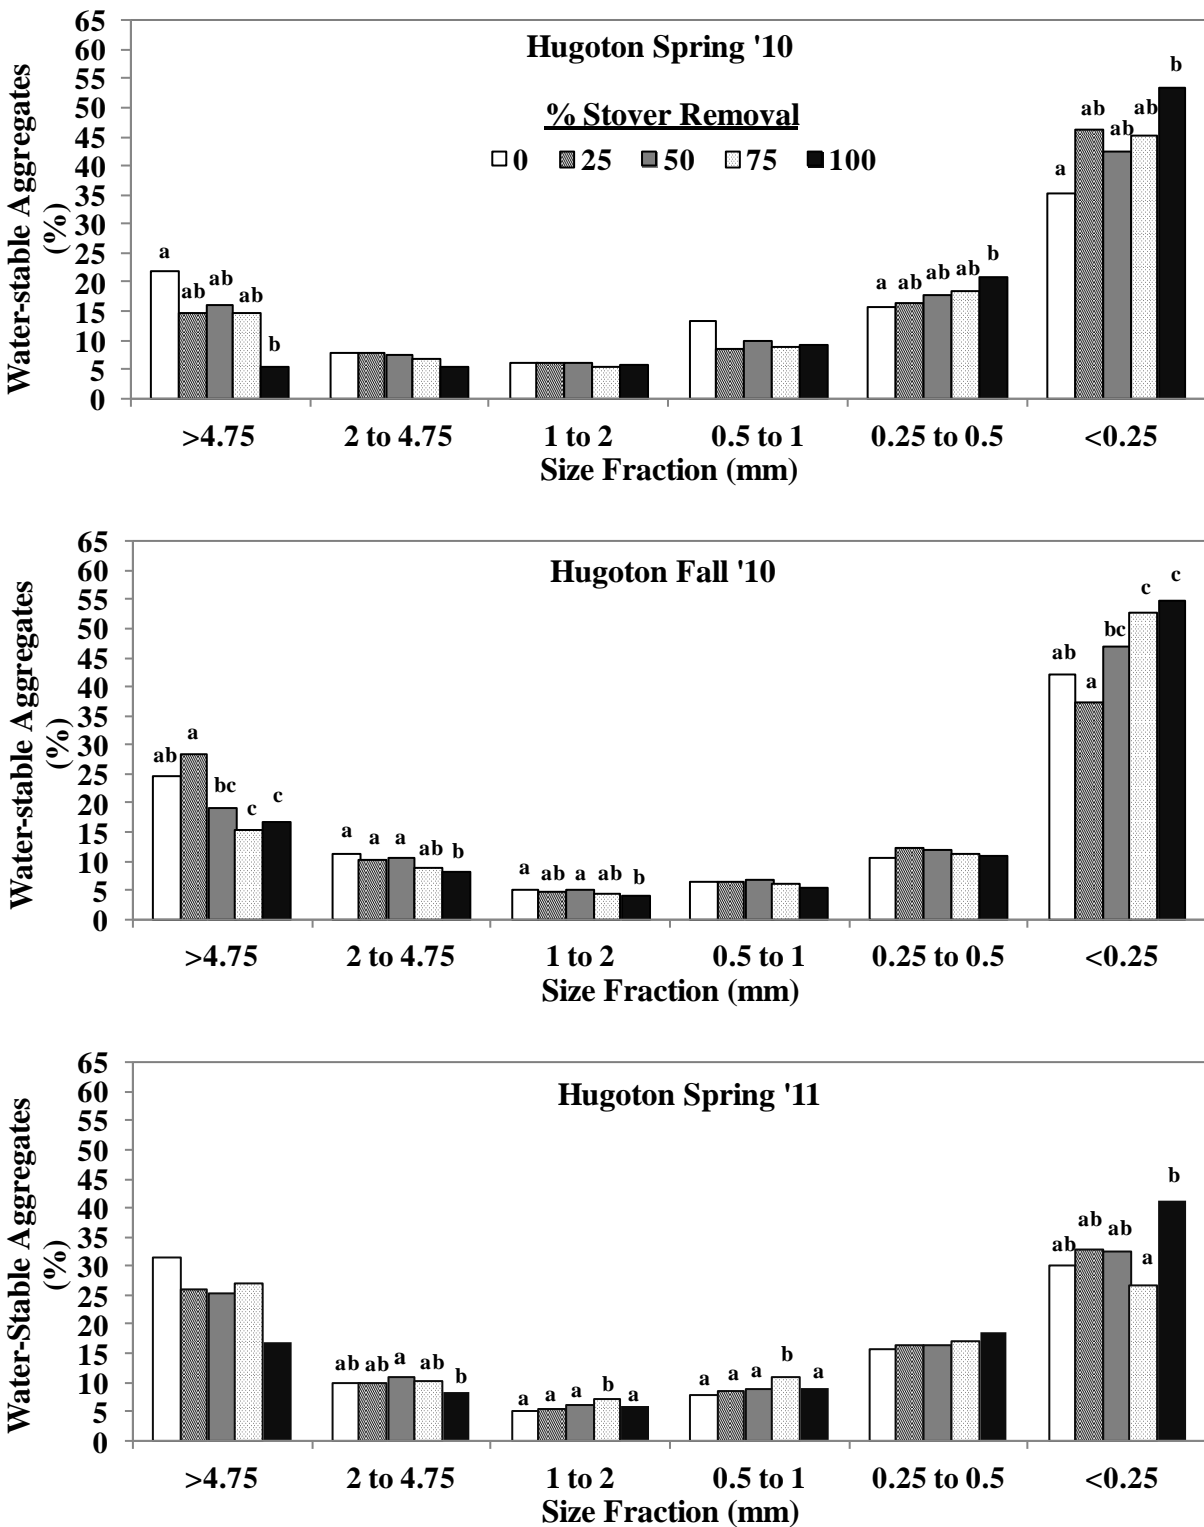 Hugoton Spring '10
% Stover Removal
0 25 50 75 100
Water-stable Aggregates
(%)
65
60
55
50
45
40
35
30
25
20
15
10
5
0
a ab ab ab b
a ab ab ab b
a ab ab ab b
>4.75 2 to 4.75 1 to 2 0.5 to 1 0.25 to 0.5 <0.25
Size Fraction (mm)
Hugoton Fall '10
Water-stable Aggregates
(%)
65
60
55
50
45
40
35
30
25
20
15
10
5
0
ab a bc c c
a a a ab b
a ab a ab b
ab a bc c c
>4.75 2 to 4.75 1 to 2 0.5 to 1 0.25 to 0.5 <0.25
Size Fraction (mm)
Hugoton Spring '11
Water-Stable Aggregates
(%)
65
60
55
50
45
40
35
30
25
20
15
10
5
0
ab ab a ab b
a a a b a
a a a b a
ab ab ab a b
>4.75 2 to 4.75 1 to 2 0.5 to 1 0.25 to 0.5 <0.25
Size Fraction (mm)